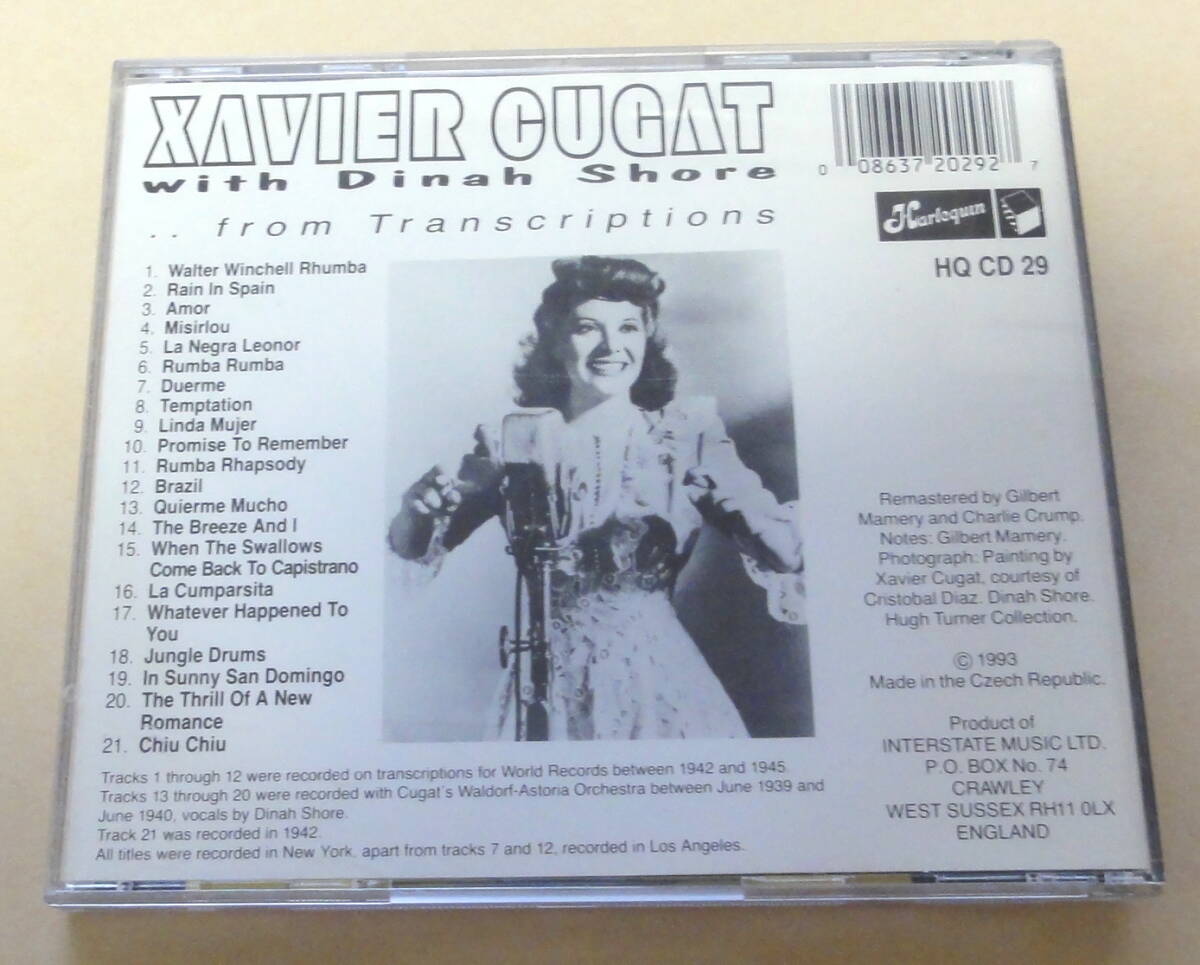 XAVIER CUGAT
with Dinah Shore
.. from Transcriptions
1. Walter Winchell Rhumba
2. Rain In Spain
3. Amor
4. Misirlou
5. La Negra Leonor
6. Rumba Rumba
7. Duerme
8. Temptation
9. Linda Mujer
10. Promise To Remember
11. Rumba Rhapsody
12. Brazil
13. Quierme Mucho
14. The Breeze And I
15. When The Swallows
Come Back To Capistrano
16. La Cumparsita
17. Whatever Happened To
You
18. Jungle Drums
19. In Sunny San Domingo
20. The Thrill Of A New
Romance
21. Chiu Chiu
Tracks 1 through 12 were recorded on transcriptions for World Records between 1942 and 1945.
Tracks 13 through 20 were recorded with Cugat's Waldorf-Astoria Orchestra between June 1939 and
June 1940, vocals by Dinah Shore.
Track 21 was recorded in 1942.
All titles were recorded in New York, apart from tracks 7 and 12, recorded in Los Angeles.
0 08637 20292 7
Harlequin
HQ CD 29
Remastered by Gilbert
Mamery and Charlie Crump.
Notes: Gilbert Mamery.
Photograph: Painting by
Xavier Cugat, courtesy of
Cristobal Diaz. Dinah Shore.
Hugh Turner Collection.
© 1993
Made in the Czech Republic.
Product of
INTERSTATE MUSIC LTD.
P.O. BOX No. 74
CRAWLEY
WEST SUSSEX RH11 0LX
ENGLAND